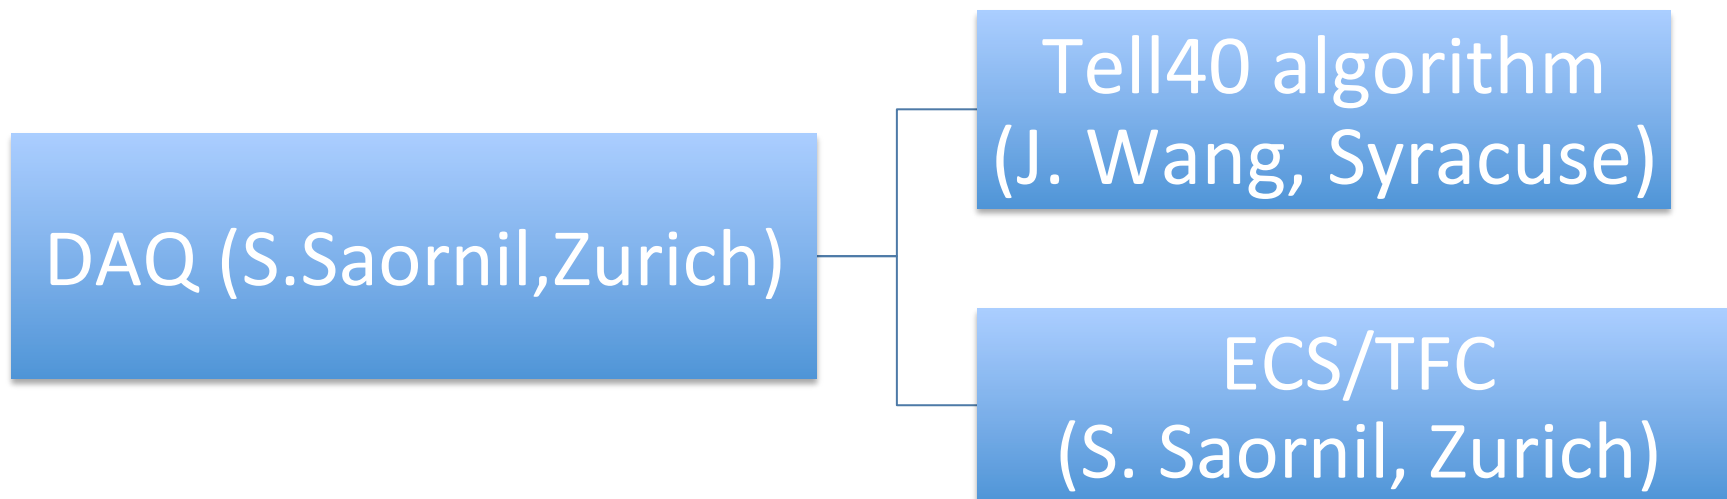 DAQ (S.Saornil,Zurich)
Tell40 algorithm
(J. Wang, Syracuse)
ECS/TFC
(S. Saornil, Zurich)